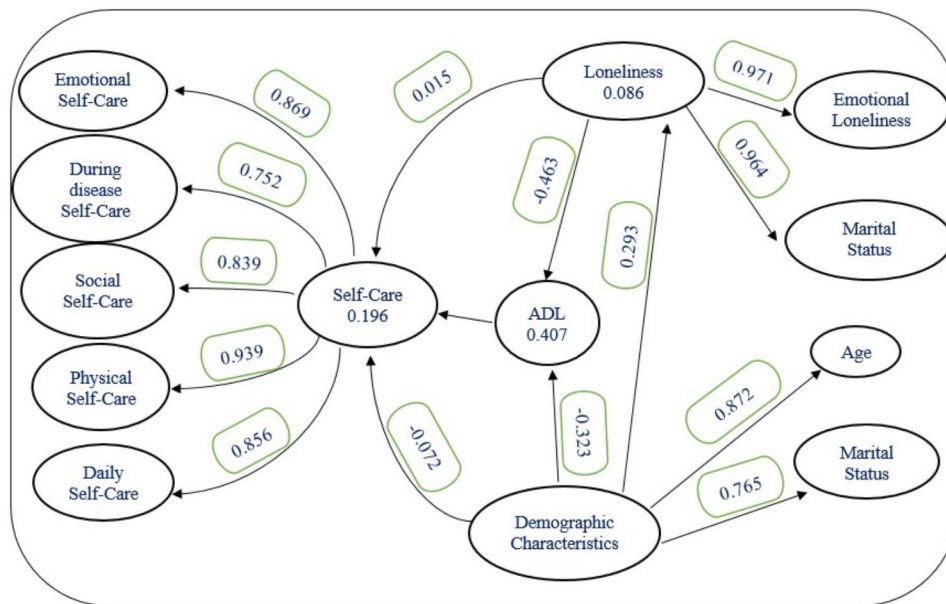 Emotional
Self-Care
During
disease
Self-Care
Social
Self-Care
Physical
Self-Care
Daily
Self-Care
0.869
0.752
0.839
0.939
0.856
Self-Care
0.196
0.015
-0.072
Loneliness
0.086
-0.463
ADL
0.407
-0.323
0.293
Demographic
Characteristics
0.971
0.964
0.872
0.765
Emotional
Loneliness
Marital
Status
Age
Marital
Status